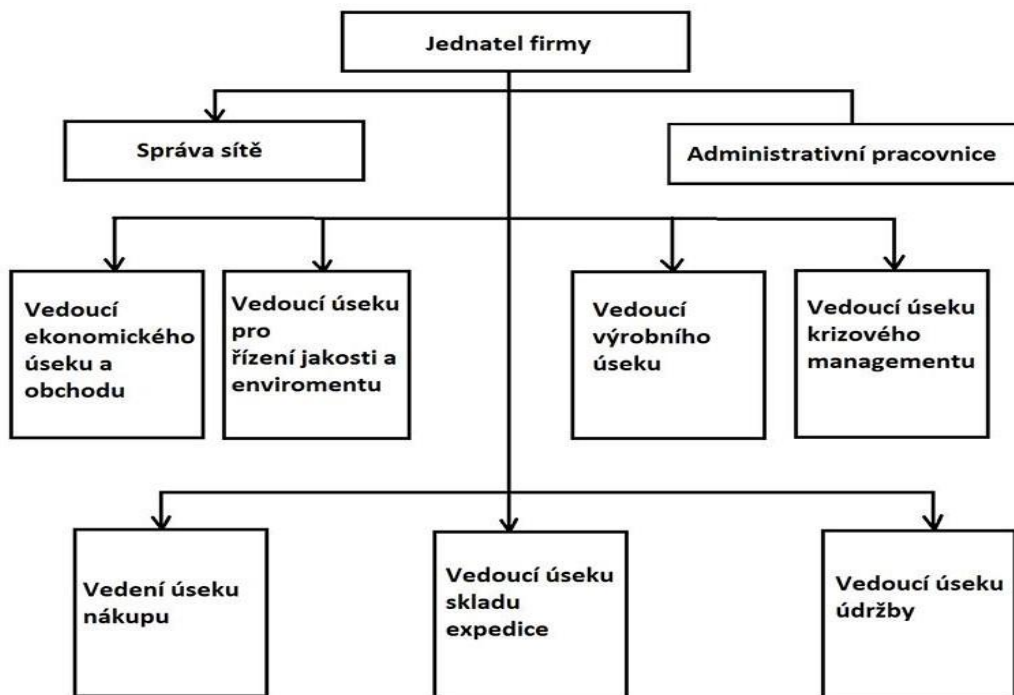 Jednatel firmy
Správa sítě
Administrativní pracovnice
Vedoucí
ekonomického
úseku a
obchodu
Vedoucí úseku
pro
řízení jakosti a
enviromentu
Vedoucí
výrobního
úseku
Vedoucí úseku
krizového
managementu
Vedení úseku
nákupu
Vedoucí úseku
skladu
expedice
Vedoucí úseku
údržby